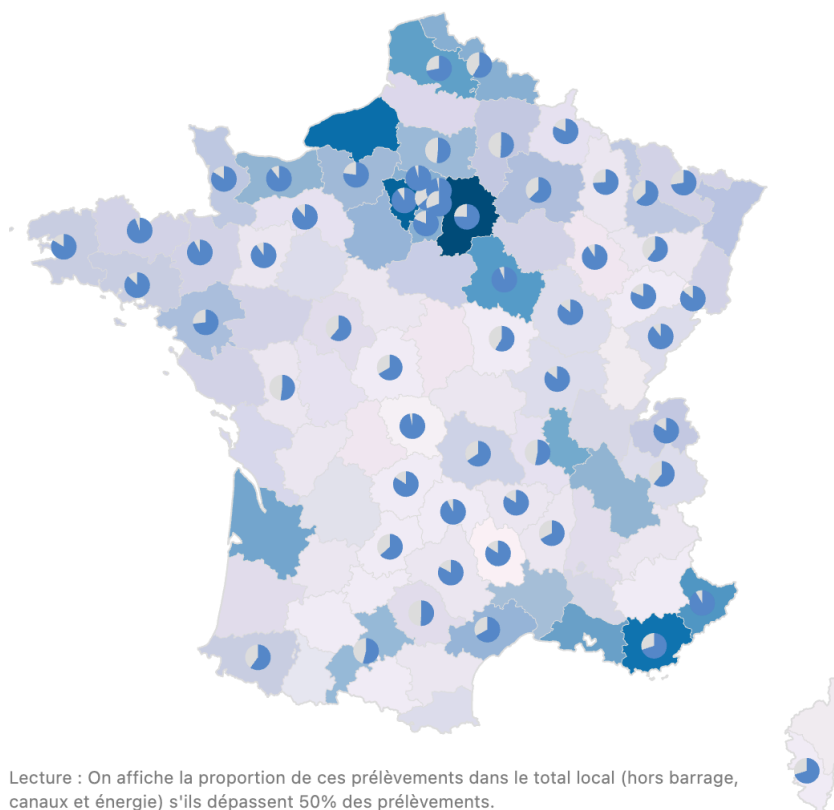 Lecture : On affiche la proportion de ces prélèvements dans le total local (hors barrage,
canaux et énergie) s'ils dépassent 50% des prélèvements.